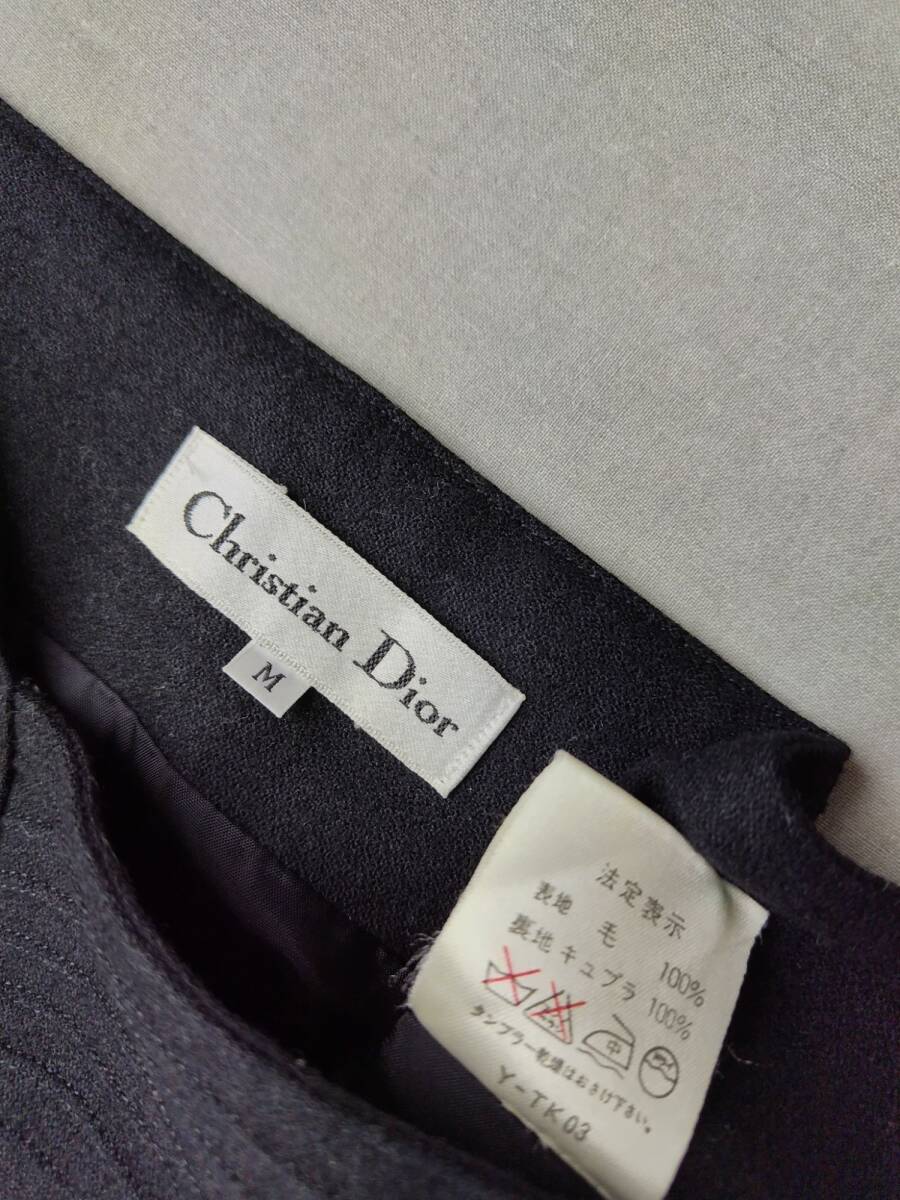 Christian Dior
M
法定表示
表地 毛 100%
裏地 キュプラ 100%
中
タンブラー乾燥はおさけ下さい。
Y-TK03